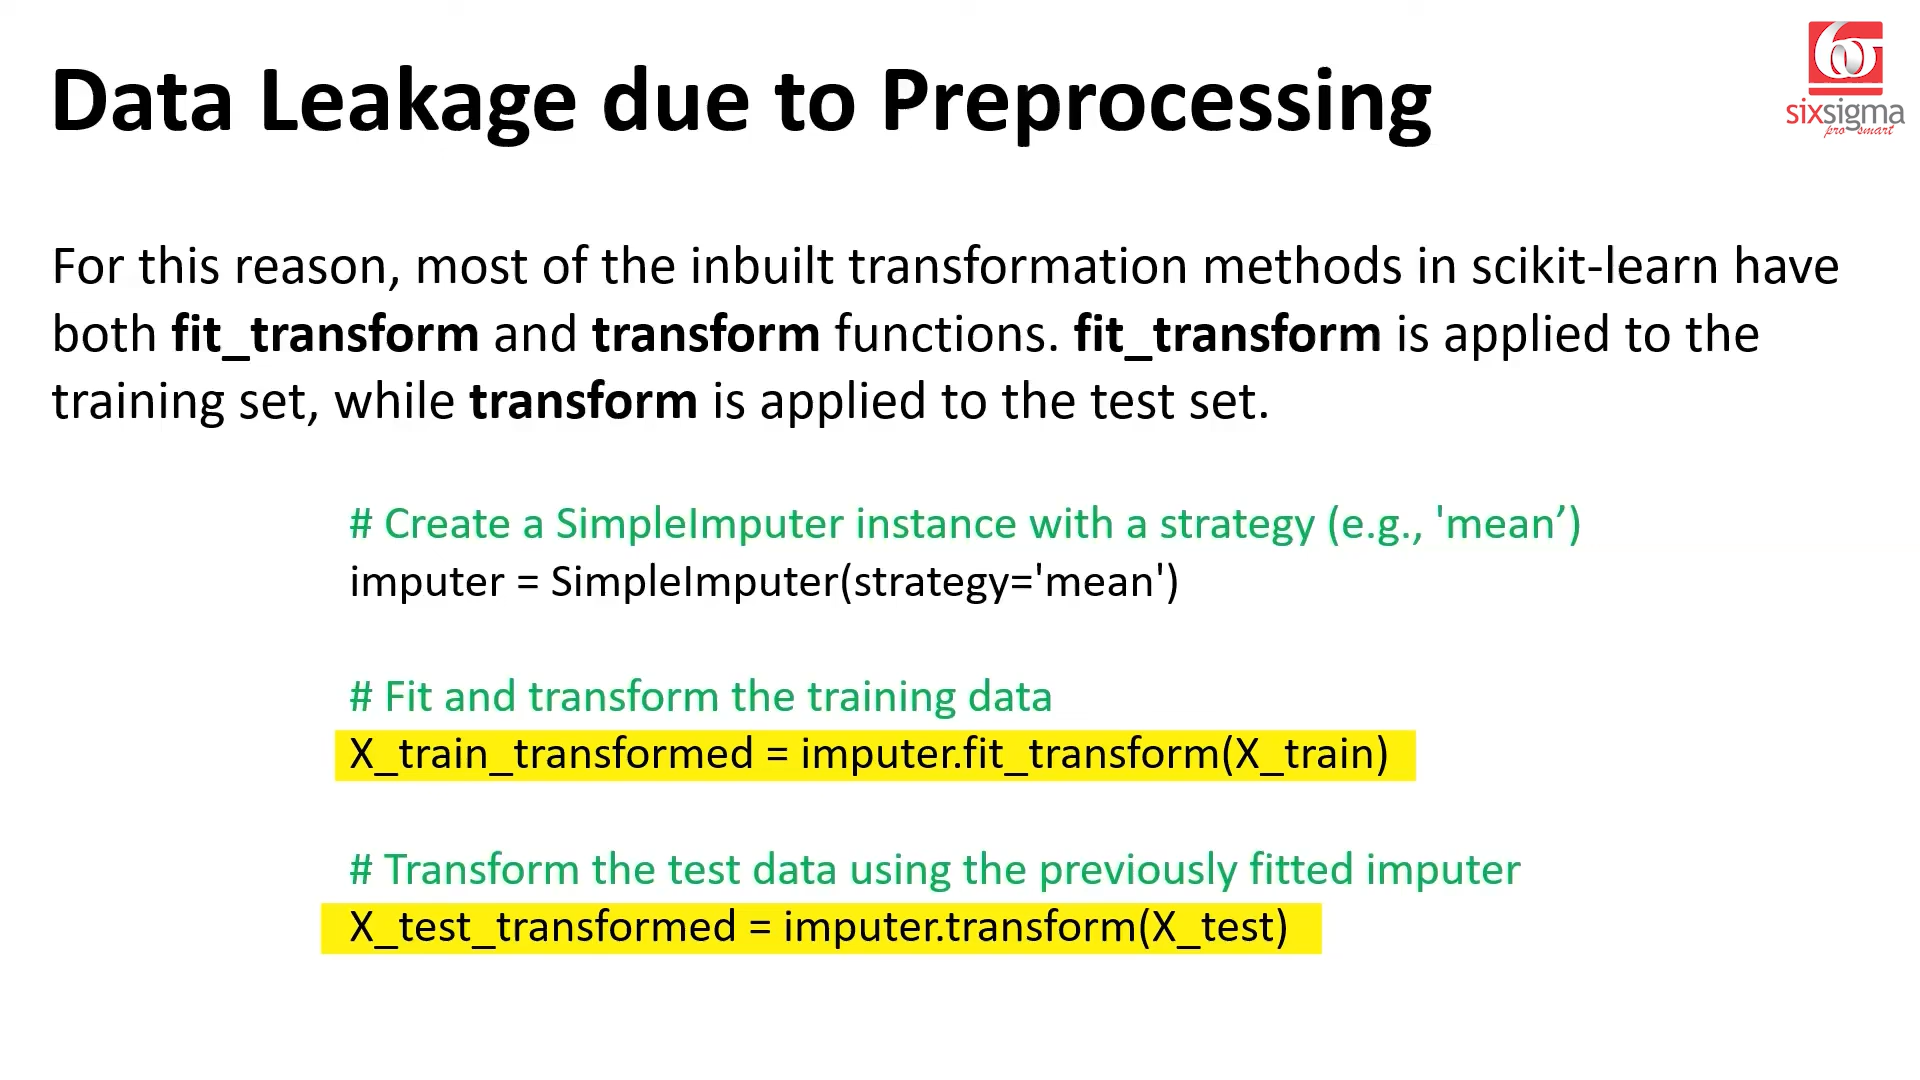 Data Leakage due to Preprocessing
sixsigma
pro smart
For this reason, most of the inbuilt transformation methods in scikit-learn have
both fit_transform and transform functions. fit_transform is applied to the
training set, while transform is applied to the test set.
# Create a SimpleImputer instance with a strategy (e.g., 'mean’)
imputer = SimpleImputer(strategy='mean')
# Fit and transform the training data
X_train_transformed = imputer.fit_transform(X_train)
# Transform the test data using the previously fitted imputer
X_test_transformed = imputer.transform(X_test)